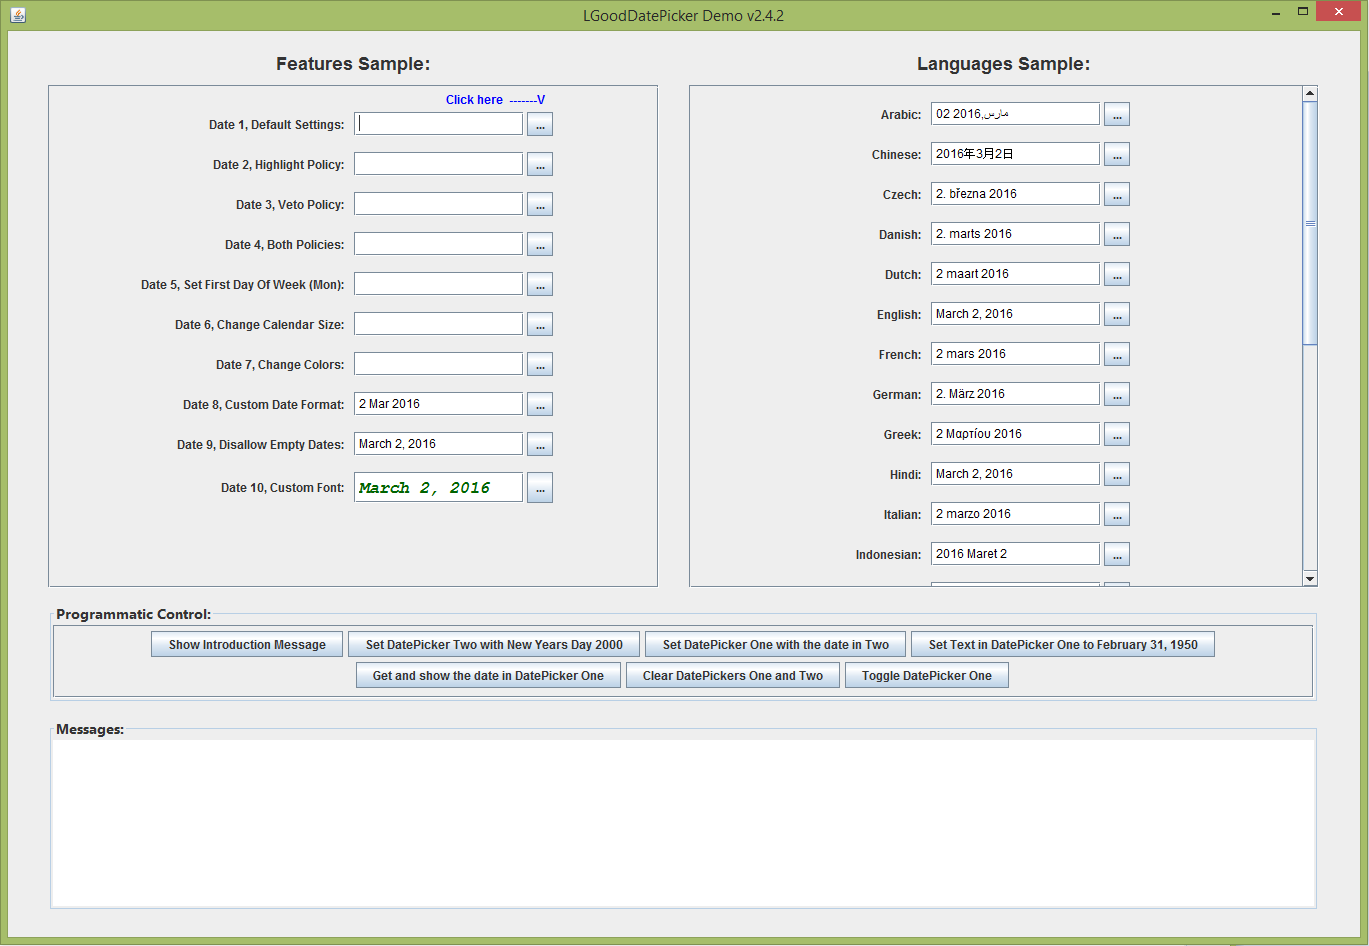 LGoodDatePicker Demo v2.4.2
Features Sample:
Click here -------V
Date 1, Default Settings: ...
Date 2, Highlight Policy: ...
Date 3, Veto Policy: ...
Date 4, Both Policies: ...
Date 5, Set First Day Of Week (Mon): ...
Date 6, Change Calendar Size: ...
Date 7, Change Colors: ...
Date 8, Custom Date Format: 2 Mar 2016 ...
Date 9, Disallow Empty Dates: March 2, 2016 ...
Date 10, Custom Font: March 2, 2016 ...
Languages Sample:
Arabic: 02 مارس,2016 ...
Chinese: 2016年3月2日 ...
Czech: 2. března 2016 ...
Danish: 2. marts 2016 ...
Dutch: 2 maart 2016 ...
English: March 2, 2016 ...
French: 2 mars 2016 ...
German: 2. März 2016 ...
Greek: 2 Μαρτίου 2016 ...
Hindi: March 2, 2016 ...
Italian: 2 marzo 2016 ...
Indonesian: 2016 Maret 2 ...
Programmatic Control:
Show Introduction Message Set DatePicker Two with New Years Day 2000 Set DatePicker One with the date in Two Set Text in DatePicker One to February 31, 1950
Get and show the date in DatePicker One Clear DatePickers One and Two Toggle DatePicker One
Messages: